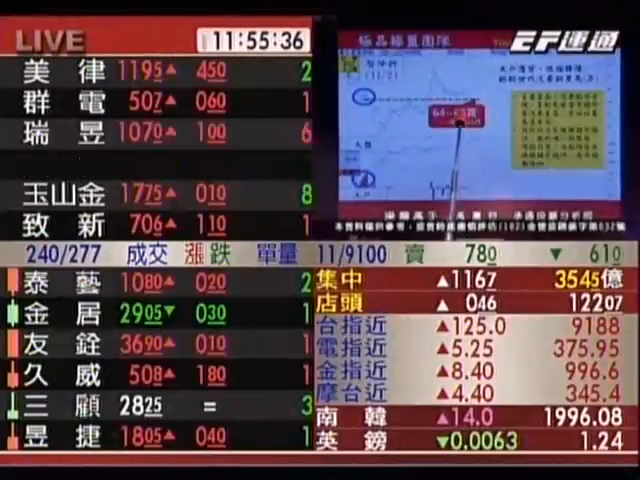 LIVE 11:55:36
美律 1195▲ 450 2
群電 507▲ 060 1
瑞昱 1070▲ 100 6
玉山金 1775▲ 010 8
致新 706▲ 110 1
240/277 成交 漲跌 單量
泰藝 1080▲ 020 2
金居 2905▼ 030 1
友銓 3690▲ 010 1
久威 508▲ 180 1
三顧 2825 = 3
昱捷 1805▲ 040 1
EF運通
64~65賣
11/9100 賣 780 ▼ 610
集中 ▲1167 3545億
店頭 ▲046 12207
台指近 ▲125.0 9188
電指近 ▲5.25 375.95
金指近 ▲8.40 996.6
摩台近 ▲4.40 345.4
南韓 ▲14.0 1996.08
英鎊 ▼0.0063 1.24